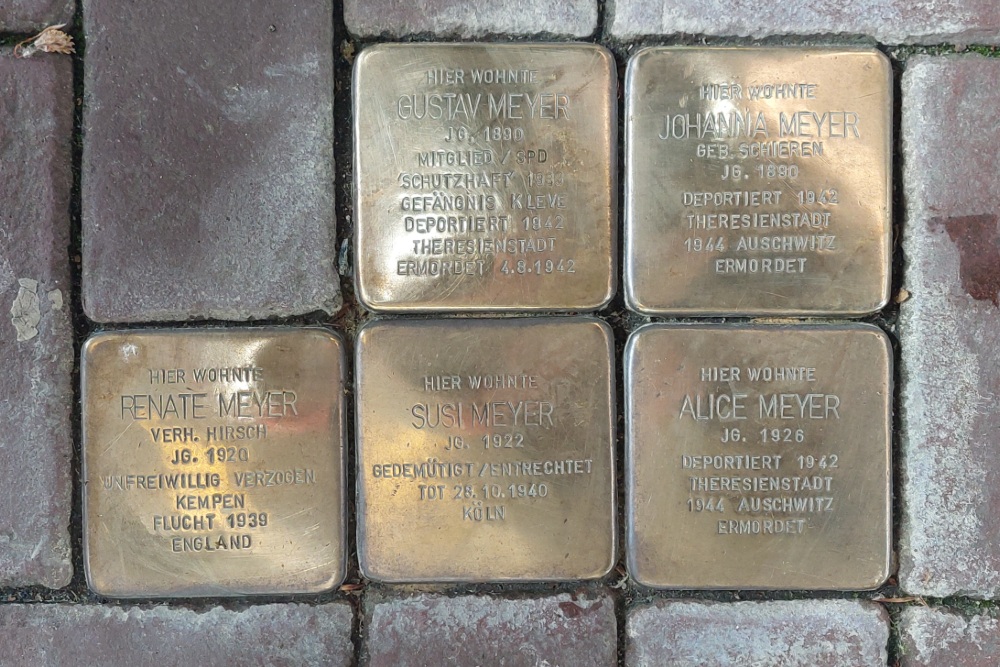 HIER WOHNTE
GUSTAV MEYER
JG. 1890
MITGLIED / SPD
'SCHUTZHAFT' 1933
GEFÄNGNIS KLEVE
DEPORTIERT 1942
THERESIENSTADT
ERMORDET 4.8.1942
HIER WOHNTE
JOHANNA MEYER
GEB. SCHIEREN
JG. 1890
DEPORTIERT 1942
THERESIENSTADT
1944 AUSCHWITZ
ERMORDET
HIER WOHNTE
RENATE MEYER
VERH. HIRSCH
JG. 1920
UNFREIWILLIG VERZOGEN
KEMPEN
FLUCHT 1939
ENGLAND
HIER WOHNTE
SUSI MEYER
JG. 1922
GEDEMÜTIGT / ENTRECHTET
TOT 26.10.1940
KÖLN
HIER WOHNTE
ALICE MEYER
JG. 1926
DEPORTIERT 1942
THERESIENSTADT
1944 AUSCHWITZ
ERMORDET